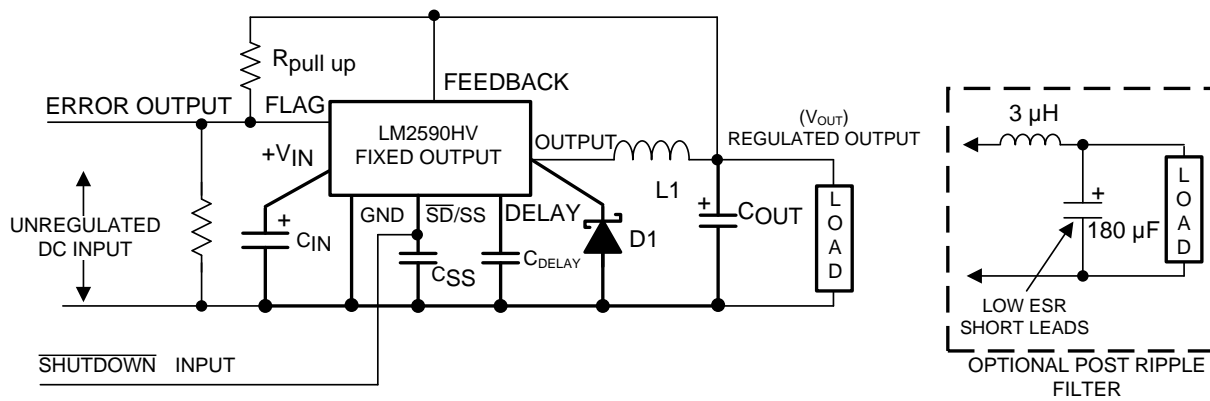 Rpull up
FEEDBACK
ERROR OUTPUT
FLAG
LM2590HV
FIXED OUTPUT
+VIN
OUTPUT
(VOUT)
REGULATED OUTPUT
L1
UNREGULATED
DC INPUT
+
CIN
GND
SD/SS
DELAY
CSS
CDELAY
D1
+
COUT
LOAD
SHUTDOWN INPUT
3 µH
+
180 µF
LOAD
LOW ESR
SHORT LEADS
OPTIONAL POST RIPPLE
FILTER